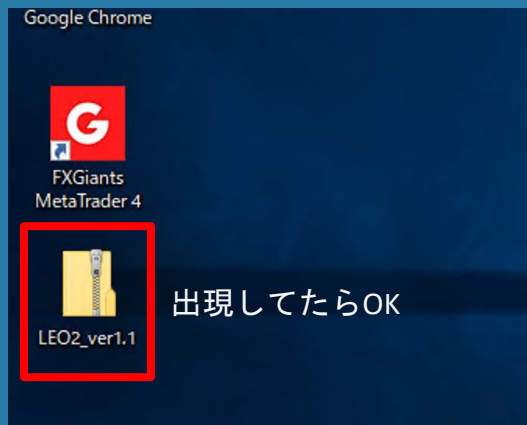 Google Chrome
G
FXGiants
MetaTrader 4
LEO2_ver1.1
出現してたらOK